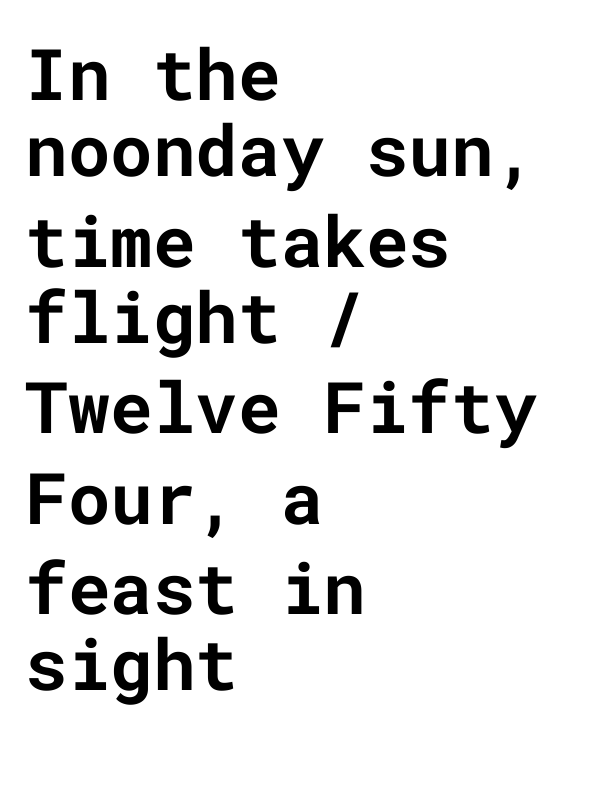 In the
noonday sun,
time takes
flight /
Twelve Fifty
Four, a
feast in
sight